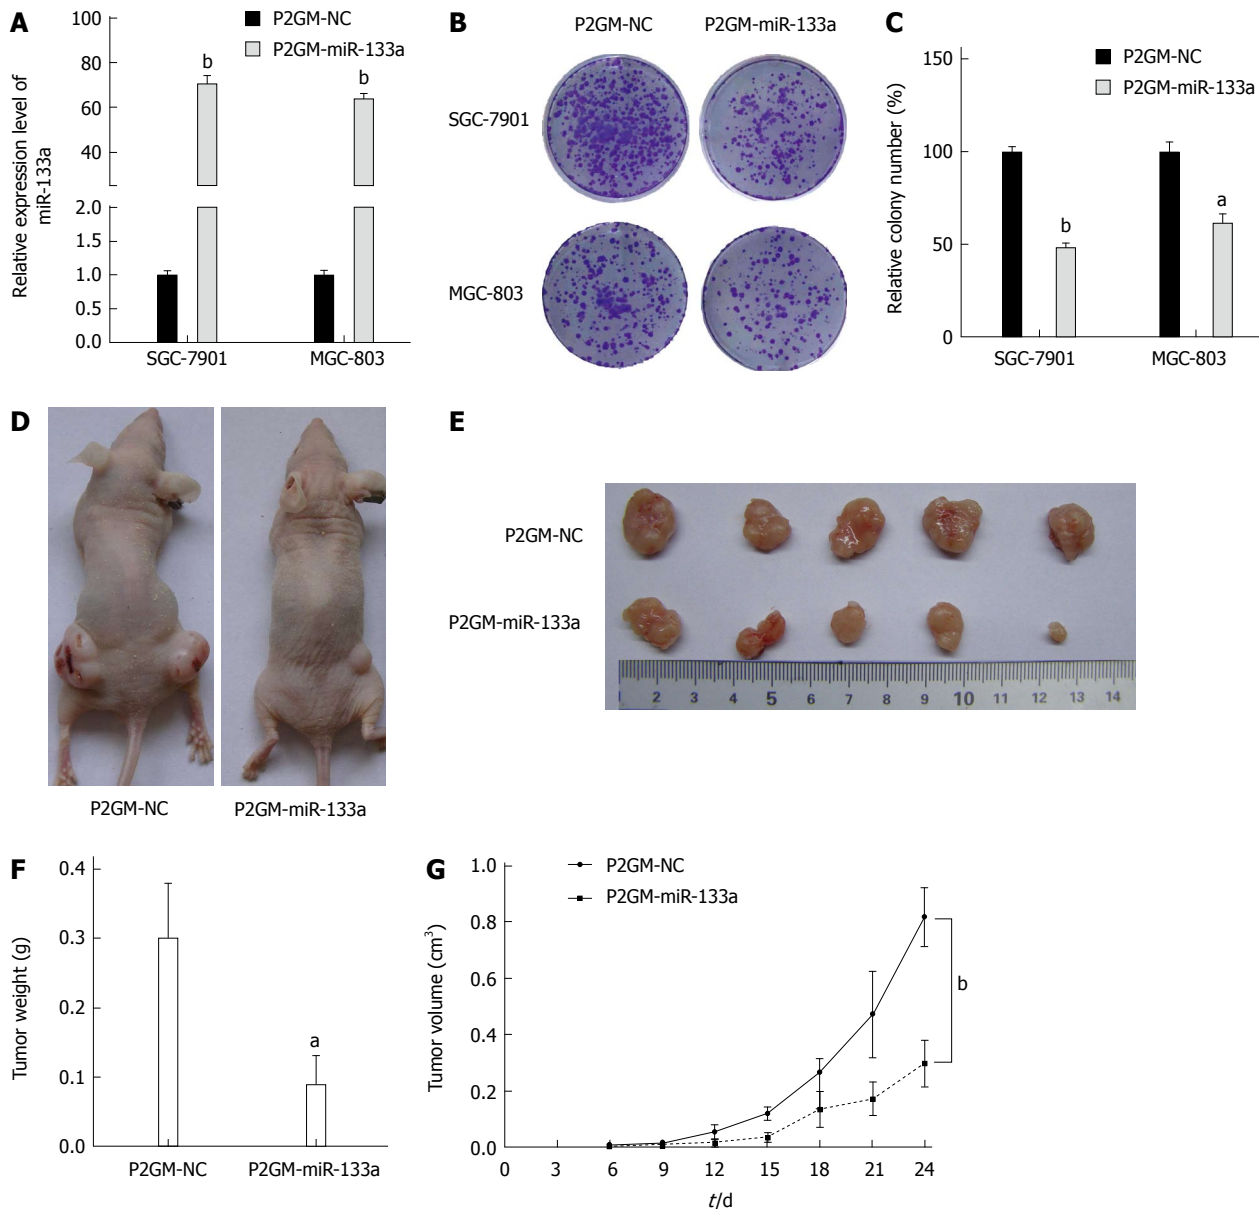 A
Relative expression level of
miR-133a
100
80
60
40
2.0
1.5
1.0
0.5
0.0
P2GM-NC
P2GM-miR-133a
b
b
SGC-7901
MGC-803
B
P2GM-NC
P2GM-miR-133a
SGC-7901
MGC-803
C
Relative colony number (%)
150
100
50
0
P2GM-NC
P2GM-miR-133a
b
a
SGC-7901
MGC-803
D
P2GM-NC
P2GM-miR-133a
E
P2GM-NC
P2GM-miR-133a
2 3 4 5 6 7 8 9 10 11 12 13 14
F
Tumor weight (g)
0.4
0.3
0.2
0.1
0.0
a
P2GM-NC
P2GM-miR-133a
G
Tumor volume (cm³)
1.0
0.8
0.6
0.4
0.2
0.0
P2GM-NC
P2GM-miR-133a
b
0 3 6 9 12 15 18 21 24
t/d